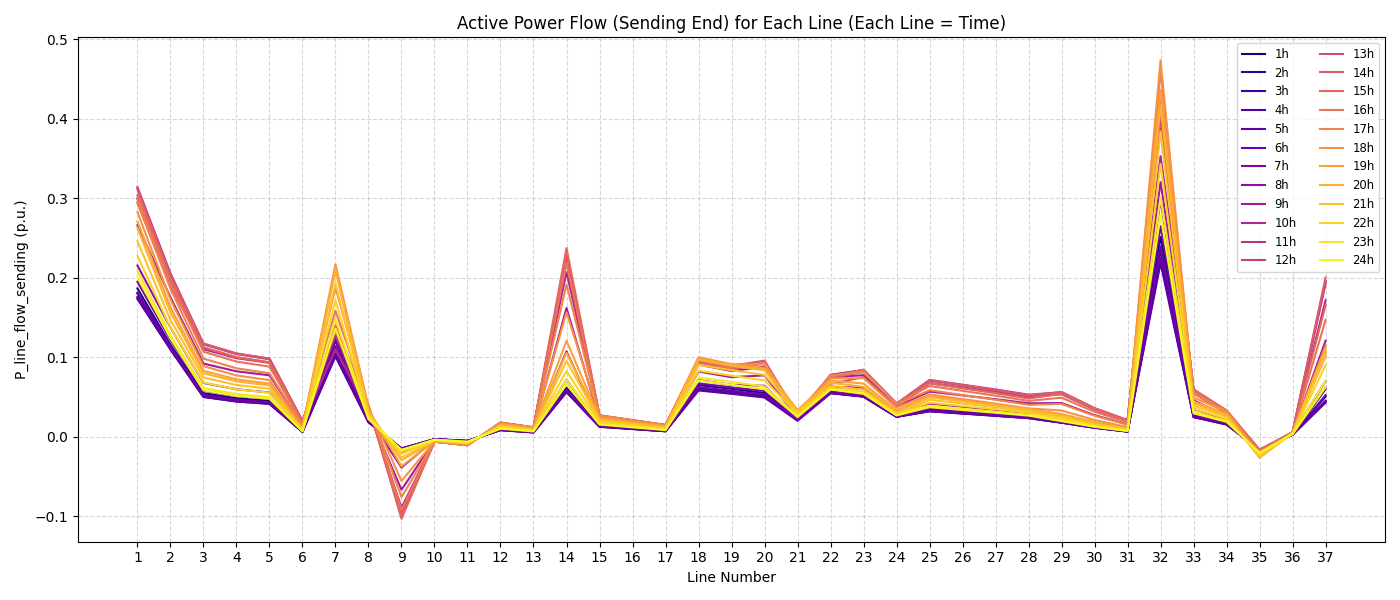 Active Power Flow (Sending End) for Each Line (Each Line = Time)
P_line_flow_sending (p.u.)
0.5
0.4
0.3
0.2
0.1
0.0
−0.1
1h 13h
2h 14h
3h 15h
4h 16h
5h 17h
6h 18h
7h 19h
8h 20h
9h 21h
10h 22h
11h 23h
12h 24h
1 2 3 4 5 6 7 8 9 10 11 12 13 14 15 16 17 18 19 20 21 22 23 24 25 26 27 28 29 30 31 32 33 34 35 36 37
Line Number